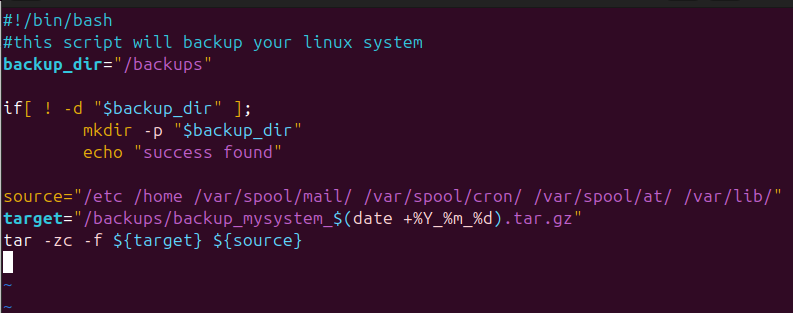 #!/bin/bash
#this script will backup your linux system
backup_dir="/backups"
if[ ! -d "$backup_dir" ];
mkdir -p "$backup_dir"
echo "success found"
source="/etc /home /var/spool/mail/ /var/spool/cron/ /var/spool/at/ /var/lib/"
target="/backups/backup_mysystem_$(date +%Y_%m_%d).tar.gz"
tar -zc -f ${target} ${source}
~
~